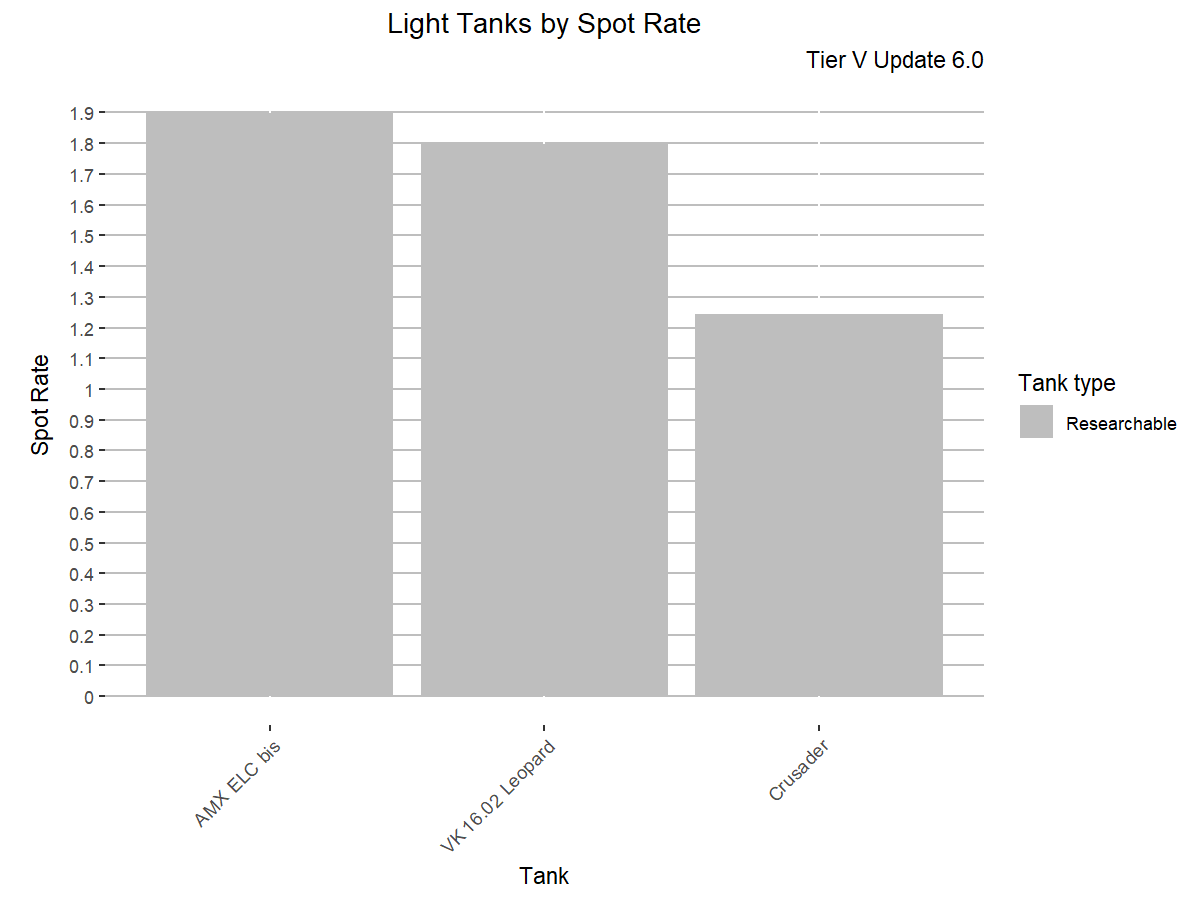 Light Tanks by Spot Rate
Tier V Update 6.0
Spot Rate
1.9
1.8
1.7
1.6
1.5
1.4
1.3
1.2
1.1
1
0.9
0.8
0.7
0.6
0.5
0.4
0.3
0.2
0.1
0
AMX ELC bis
VK 16.02 Leopard
Crusader
Tank
Tank type
Researchable